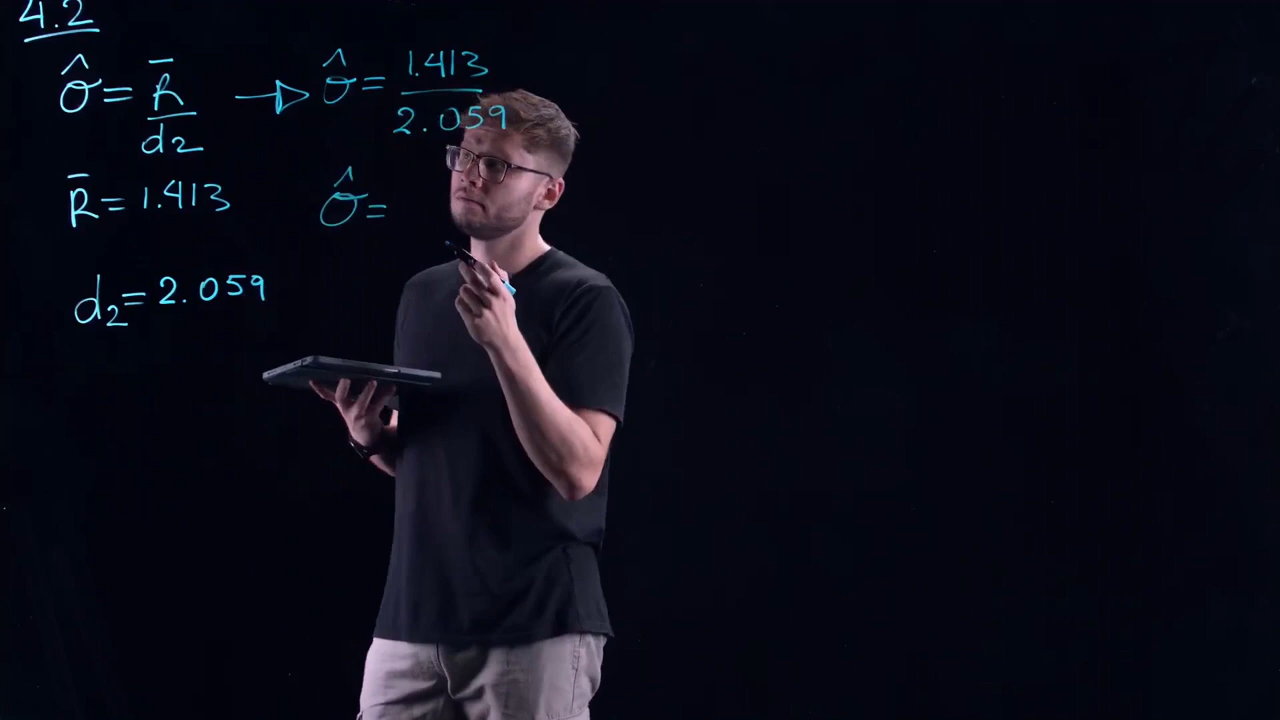 4.2
σ̂ = R̄ / d2 → σ̂ = 1.413 / 2.059
R̄ = 1.413
σ̂ =
d₂ = 2.059